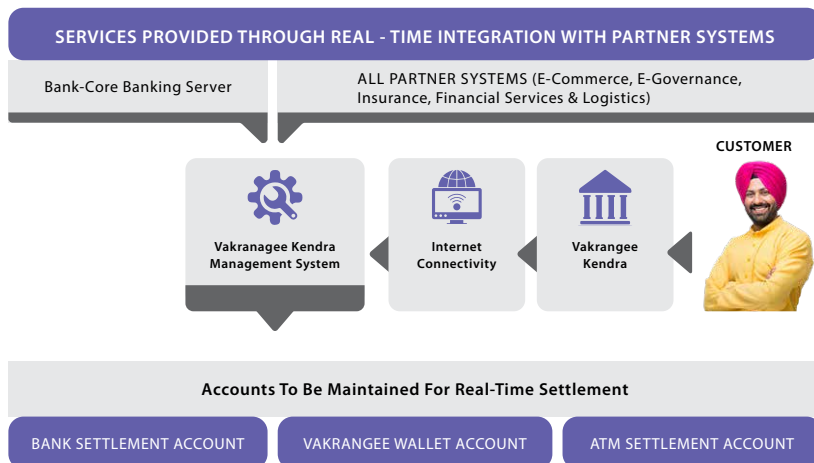 SERVICES PROVIDED THROUGH REAL - TIME INTEGRATION WITH PARTNER SYSTEMS
Bank-Core Banking Server
ALL PARTNER SYSTEMS (E-Commerce, E-Governance,
Insurance, Financial Services & Logistics)
CUSTOMER
Vakranagee Kendra
Management System
Internet
Connectivity
Vakrangee
Kendra
Accounts To Be Maintained For Real-Time Settlement
BANK SETTLEMENT ACCOUNT
VAKRANGEE WALLET ACCOUNT
ATM SETTLEMENT ACCOUNT